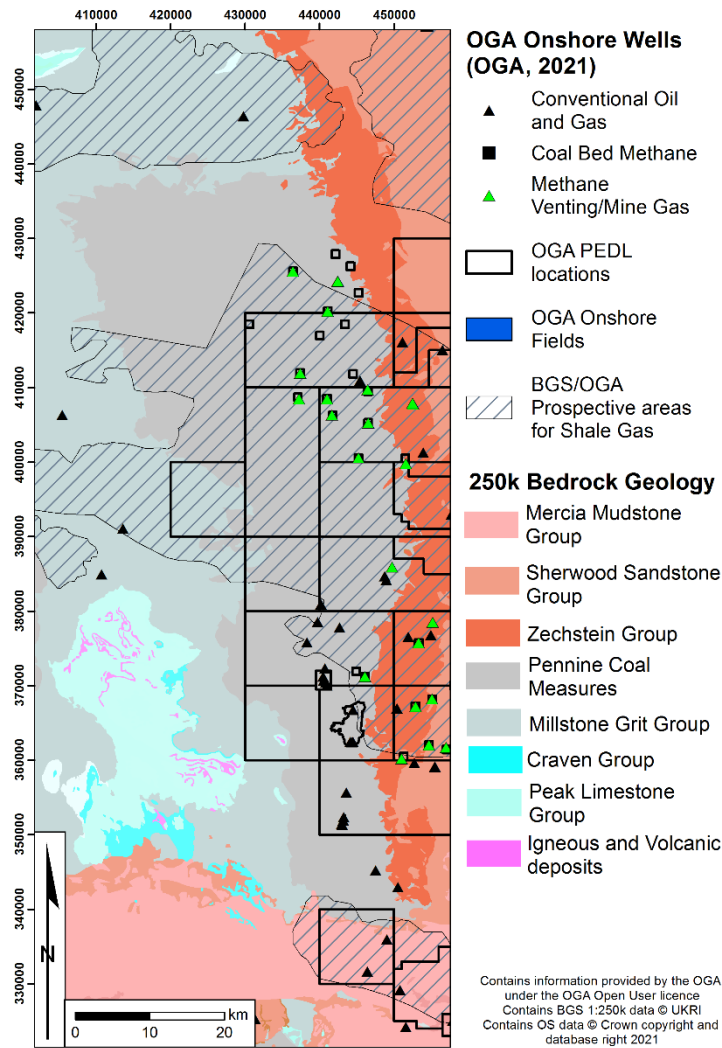 410000 420000 430000 440000 450000
450000
440000
430000
420000
410000
400000
390000
380000
370000
360000
350000
340000
330000
N
km
0 10 20
OGA Onshore Wells
(OGA, 2021)
Conventional Oil
and Gas
Coal Bed Methane
Methane
Venting/Mine Gas
OGA PEDL
locations
OGA Onshore
Fields
BGS/OGA
Prospective areas
for Shale Gas
250k Bedrock Geology
Mercia Mudstone
Group
Sherwood Sandstone
Group
Zechstein Group
Pennine Coal
Measures
Millstone Grit Group
Craven Group
Peak Limestone
Group
Igneous and Volcanic
deposits
Contains information provided by the OGA
under the OGA Open User licence
Contains BGS 1:250k data © UKRI
Contains OS data © Crown copyright and
database right 2021